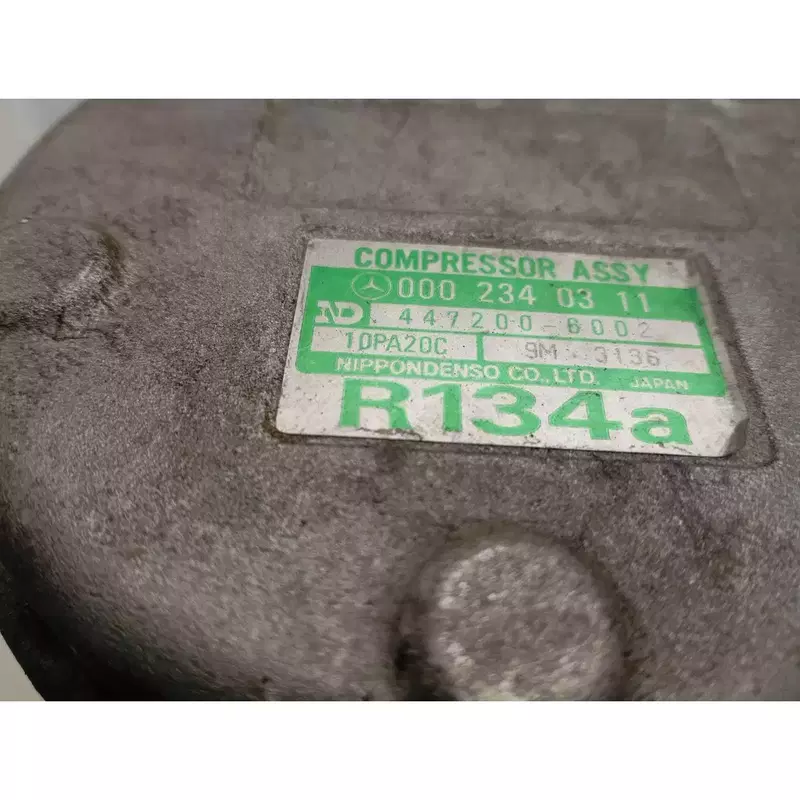 COMPRESSOR ASSY
000 234 03 11
ND. 447200-6002
10PA20C 9M 3136
NIPPONDENSO CO., LTD. JAPAN
R134a